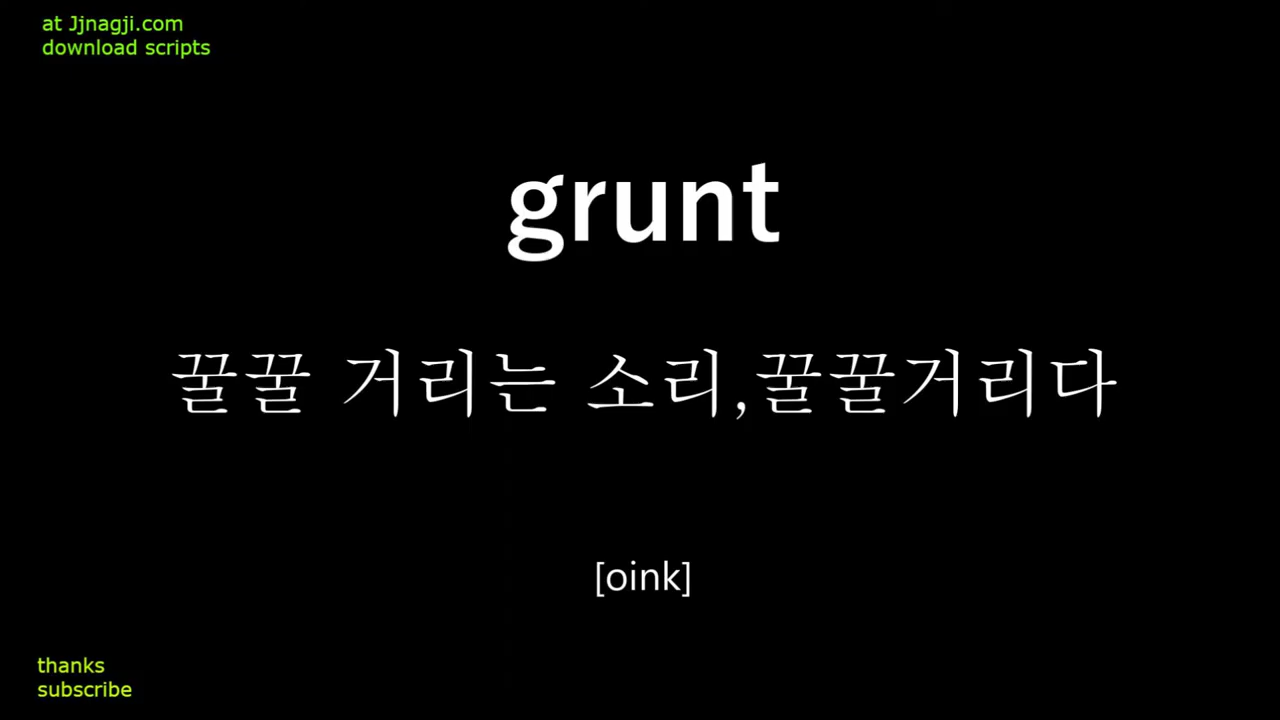 at Jjnagji.com
download scripts
grunt
꿀꿀 거리는 소리,꿀꿀거리다
[oink]
thanks
subscribe